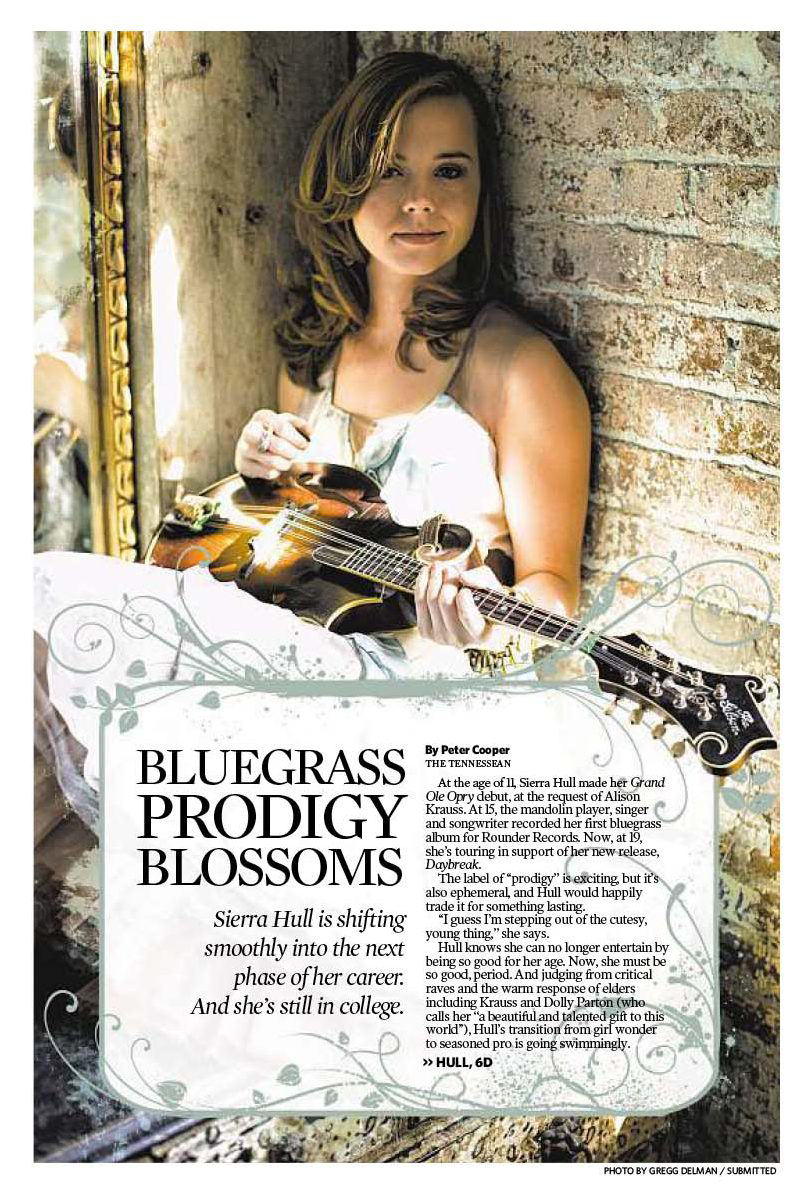 The
Gibson
BLUEGRASS
PRODIGY
BLOSSOMS
Sierra Hull is shifting
smoothly into the next
phase of her career.
And she's still in college.
By Peter Cooper
THE TENNESSEAN
At the age of 11, Sierra Hull made her Grand
Ole Opry debut, at the request of Alison
Krauss. At 15, the mandolin player, singer
and songwriter recorded her first bluegrass
album for Rounder Records. Now, at 19,
she's touring in support of her new release,
Daybreak.
The label of “prodigy” is exciting, but it's
also ephemeral, and Hull would happily
trade it for something lasting.
“I guess I'm stepping out of the cutesy,
young thing,” she says.
Hull knows she can no longer entertain by
being so good for her age. Now, she must be
so good, period. And judging from critical
raves and the warm response of elders
including Krauss and Dolly Parton (who
calls her “a beautiful and talented gift to this
world”), Hull's transition from girl wonder
to seasoned pro is going swimmingly.
>> HULL, 6D
PHOTO BY GREGG DELMAN / SUBMITTED